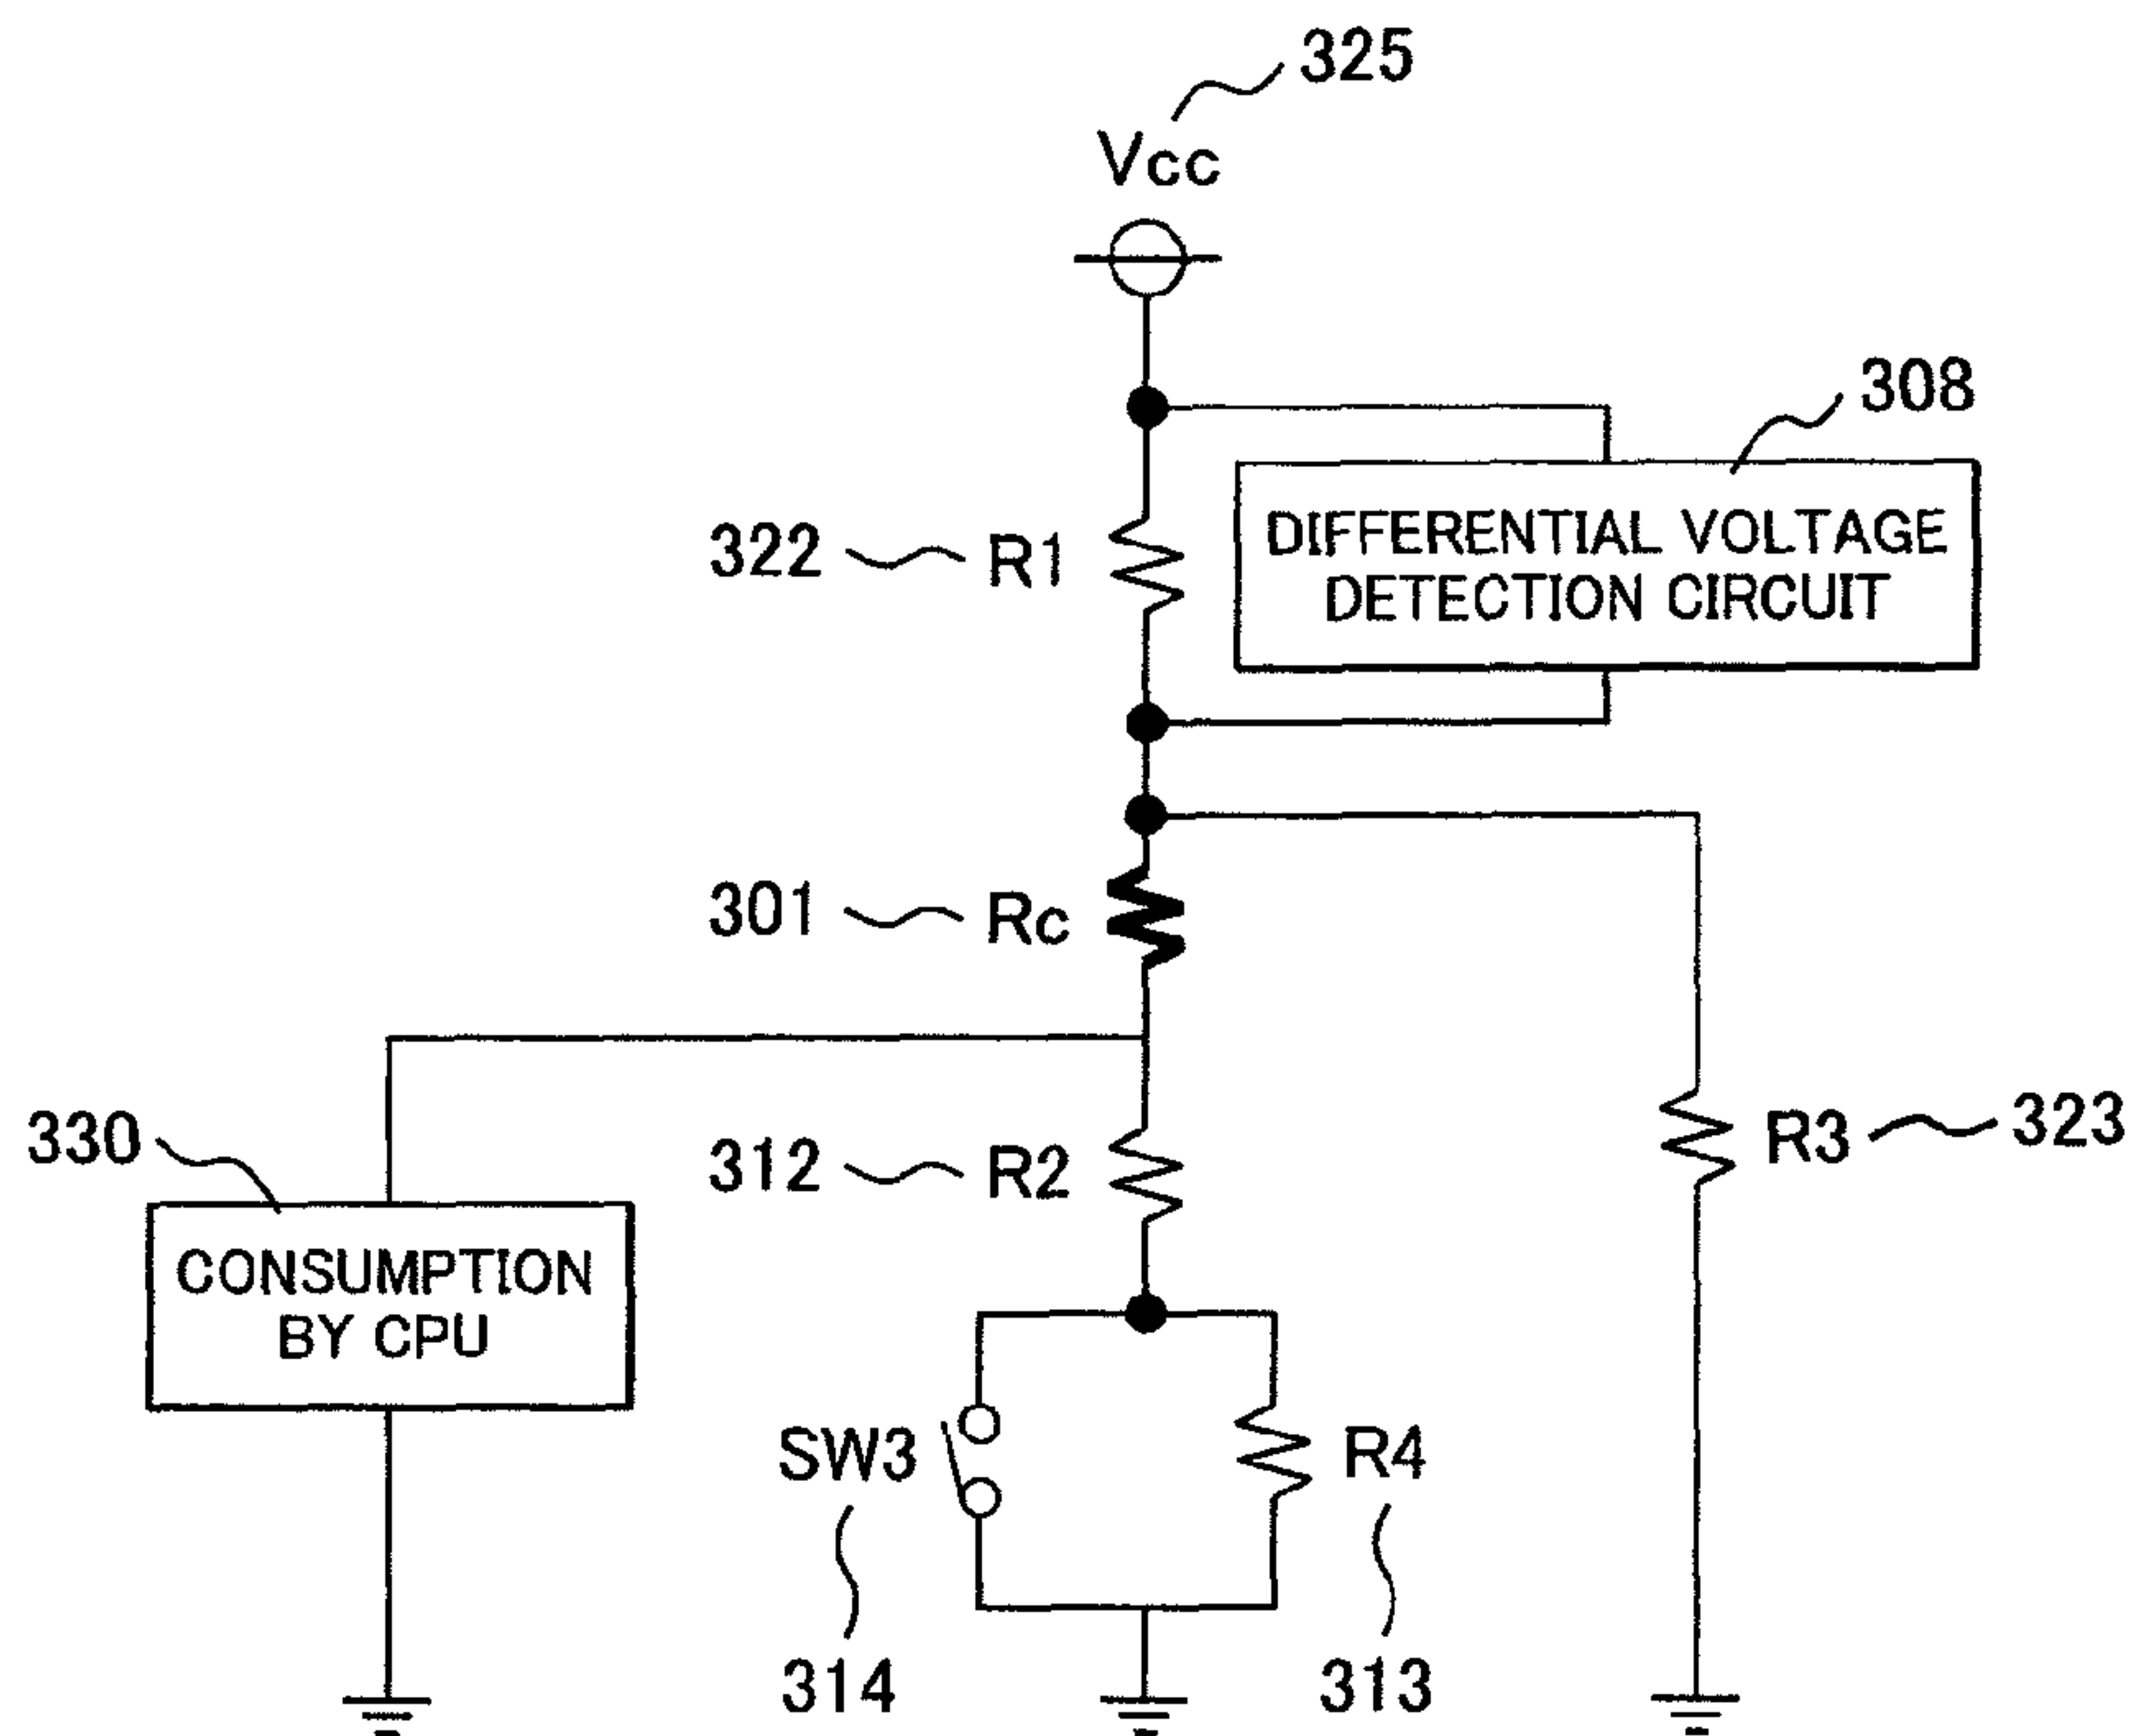 325
Vcc
308
DIFFERENTIAL VOLTAGE
DETECTION CIRCUIT
322 R1
301 Rc
330
312 R2
R3 323
CONSUMPTION
BY CPU
SW3
R4
314
313